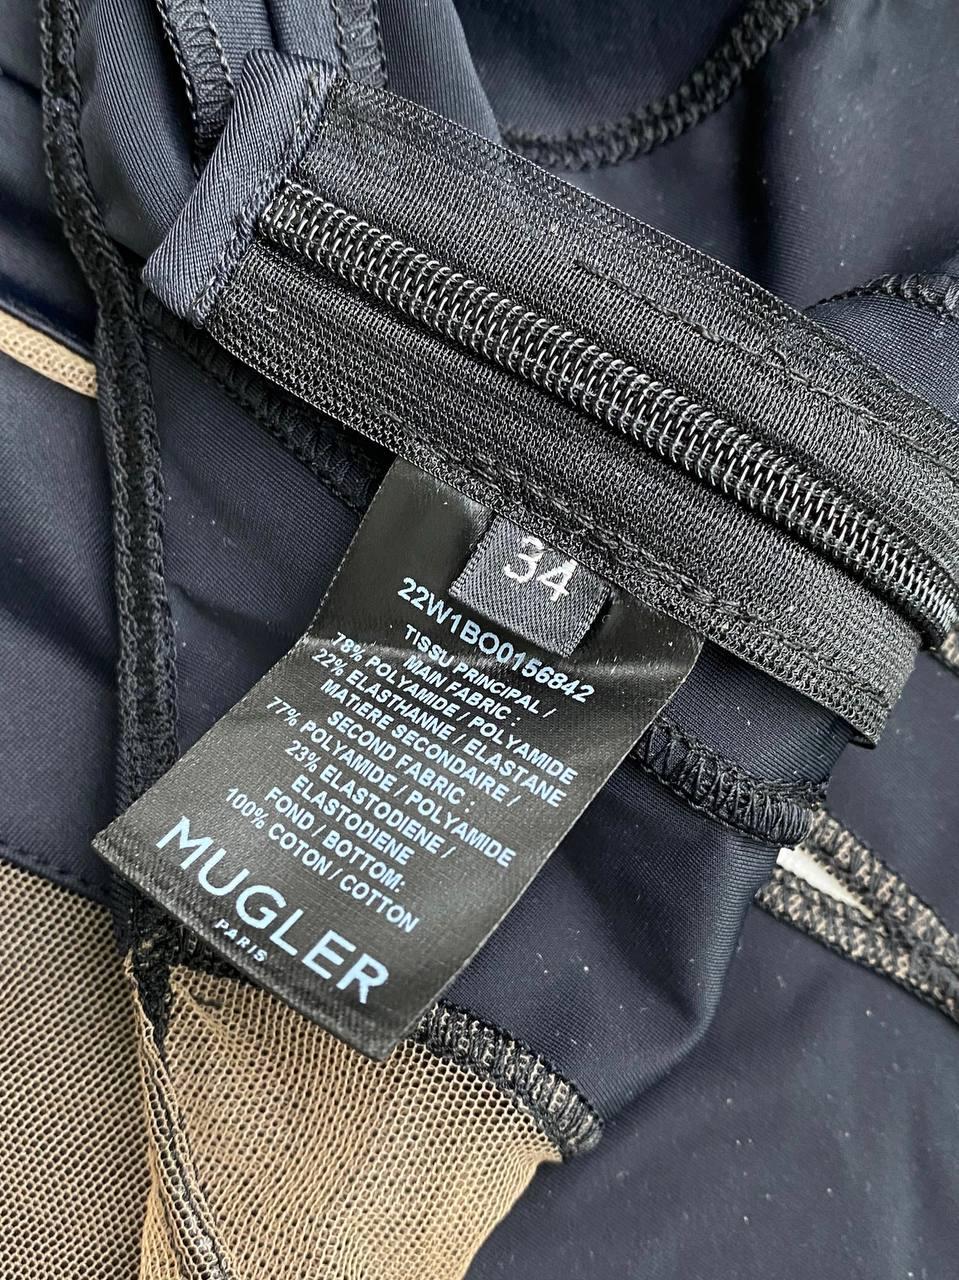 34
22W1BO0156842
TISSU PRINCIPAL /
MAIN FABRIC :
78% POLYAMIDE / POLYAMIDE
22% ELASTHANNE / ELASTANE
MATIERE SECONDAIRE /
SECOND FABRIC :
77% POLYAMIDE / POLYAMIDE
23% ELASTODIENE /
ELASTODIENE
FOND / BOTTOM:
100% COTON / COTTON
MUGLER
PARIS